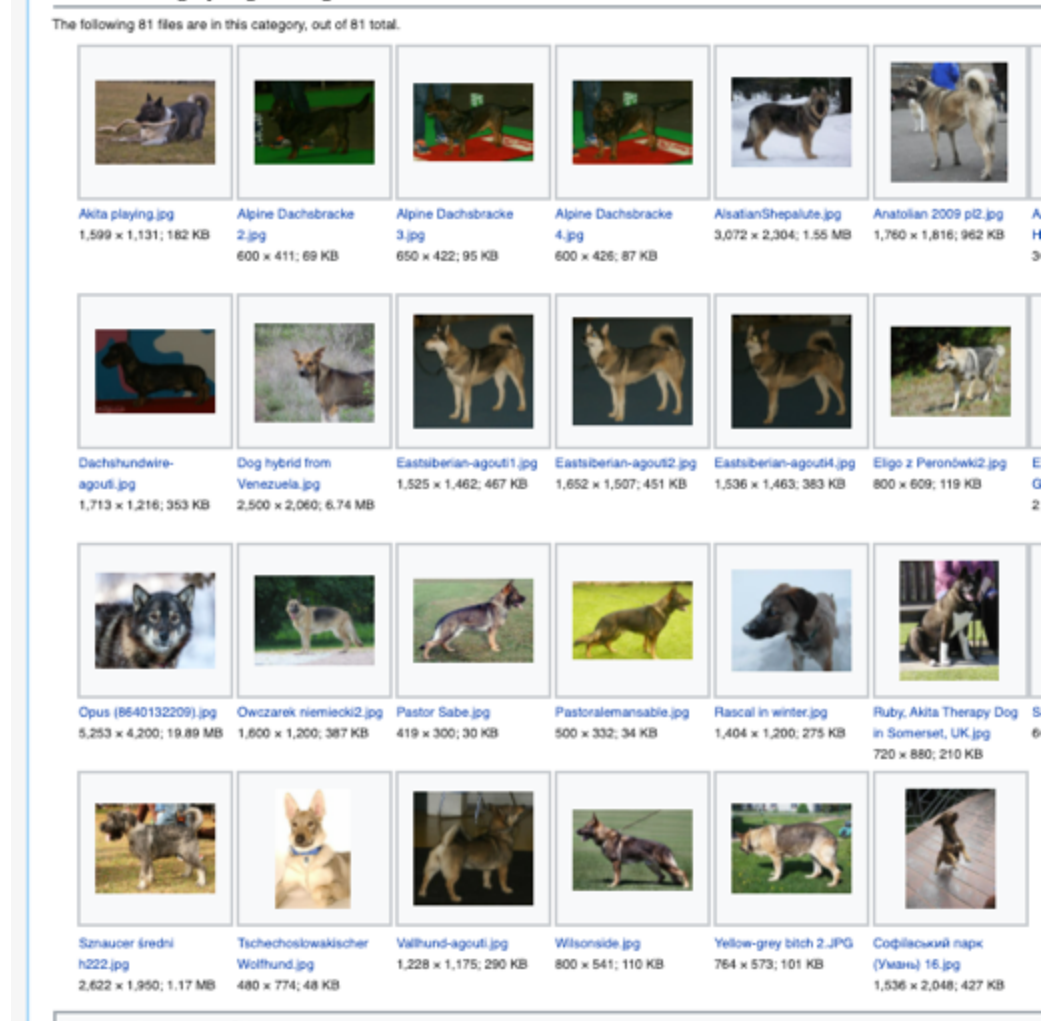 The following 81 files are in this category, out of 81 total.
Akita playing.jpg
1,599 × 1,131; 182 KB
Alpine Dachsbracke
2.jpg
600 × 411; 69 KB
Alpine Dachsbracke
3.jpg
650 × 422; 95 KB
Alpine Dachsbracke
4.jpg
600 × 426; 87 KB
AlsatianShepalute.jpg
3,072 × 2,304; 1.55 MB
Anatolian 2009 pl2.jpg
1,760 × 1,816; 962 KB
Dachshundwire-
agouti.jpg
1,713 × 1,216; 353 KB
Dog hybrid from
Venezuela.jpg
2,500 × 2,060; 6.74 MB
Eastsiberian-agouti1.jpg
1,525 × 1,462; 467 KB
Eastsiberian-agouti2.jpg
1,652 × 1,507; 451 KB
Eastsiberian-agouti4.jpg
1,536 × 1,463; 383 KB
Eligo z Peronówki2.jpg
800 × 609; 119 KB
Opus (8640132209).jpg
5,253 × 4,200; 19.89 MB
Owczarek niemiecki2.jpg
1,600 × 1,200; 387 KB
Pastor Sabe.jpg
419 × 300; 30 KB
Pastoralemansable.jpg
500 × 332; 34 KB
Rascal in winter.jpg
1,404 × 1,200; 275 KB
Ruby, Akita Therapy Dog
in Somerset, UK.jpg
720 × 880; 210 KB
Sznaucer średni
h222.jpg
2,622 × 1,950; 1.17 MB
Tschechoslowakischer
Wolfhund.jpg
480 × 774; 48 KB
Vallhund-agouti.jpg
1,228 × 1,175; 290 KB
Wilsonside.jpg
800 × 541; 110 KB
Yellow-grey bitch 2.JPG
764 × 573; 101 KB
Софіївський парк
(Умань) 16.jpg
1,536 × 2,048; 427 KB